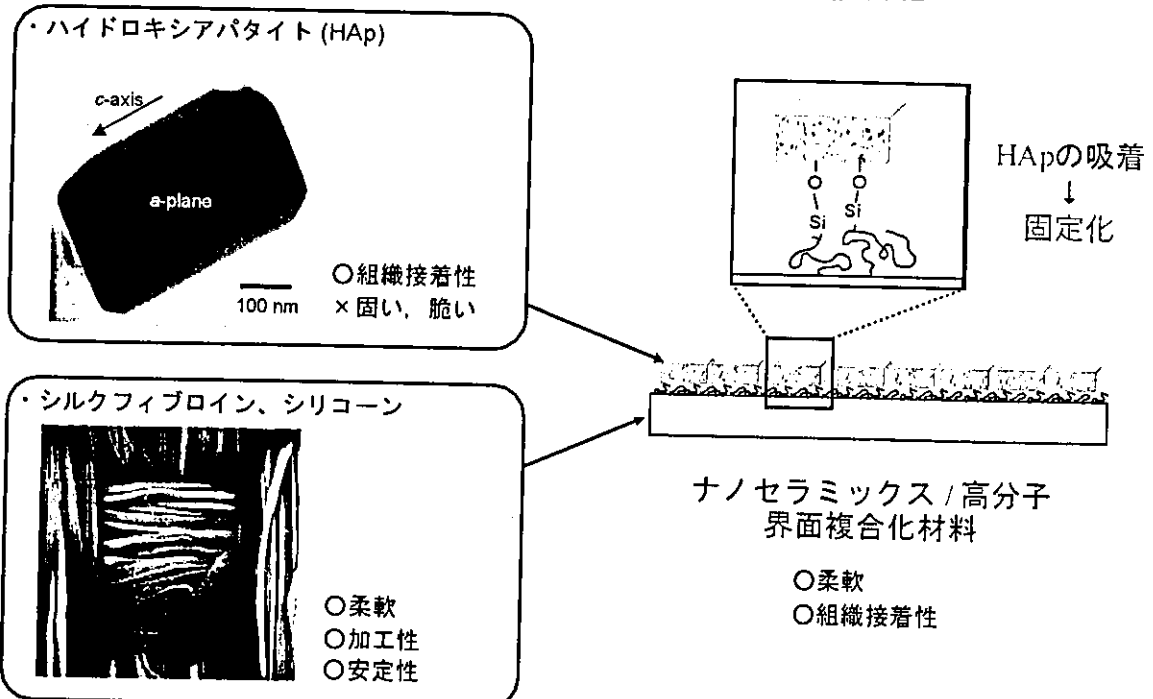 ・ハイドロキシアパタイト (HAp)
c-axis
a-plane
100 nm
○組織接着性
×固い，脆い
・シルクフィブロイン、シリコーン
○柔軟
○加工性
○安定性
O O
Si Si
HApの吸着
↓
固定化
ナノセラミックス / 高分子
界面複合化材料
○柔軟
○組織接着性